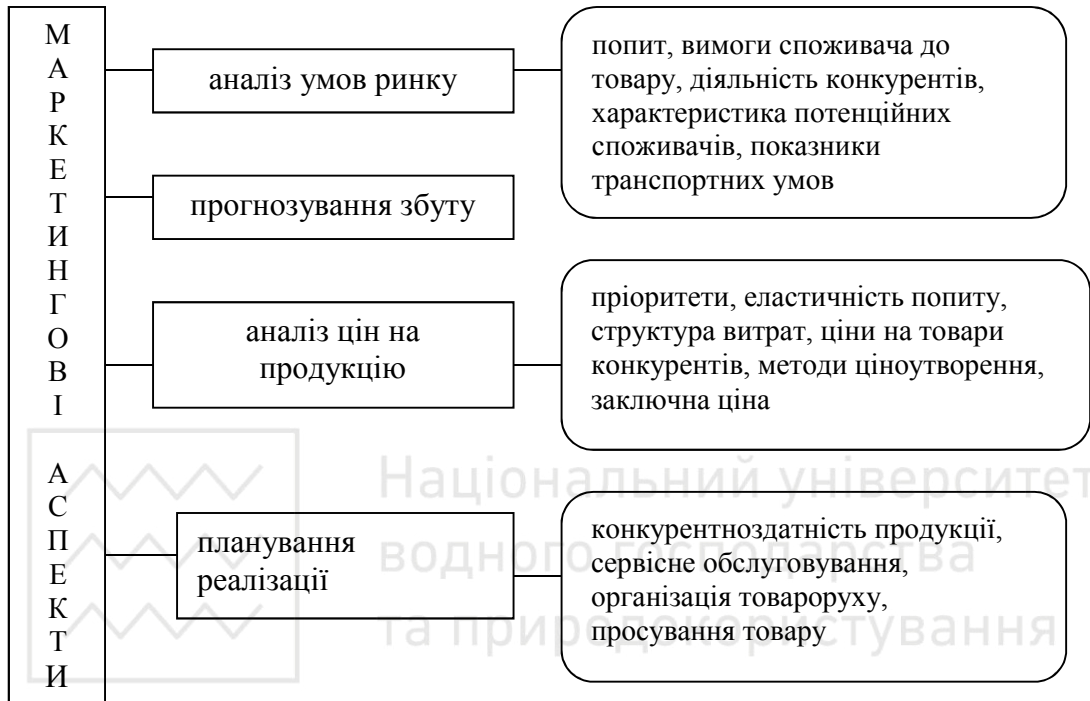 МАРКЕТИНГОВІ АСПЕКТИ
аналіз умов ринку
попит, вимоги споживача до
товару, діяльність конкурентів,
характеристика потенційних
споживачів, показники
транспортних умов
прогнозування збуту
аналіз цін на
продукцію
пріоритети, еластичність попиту,
структура витрат, ціни на товари
конкурентів, методи ціноутворення,
заключна ціна
планування
реалізації
конкурентноздатність продукції,
сервісне обслуговування,
організація товароруху,
просування товару
Національний університет
водного господарства
та природокористування